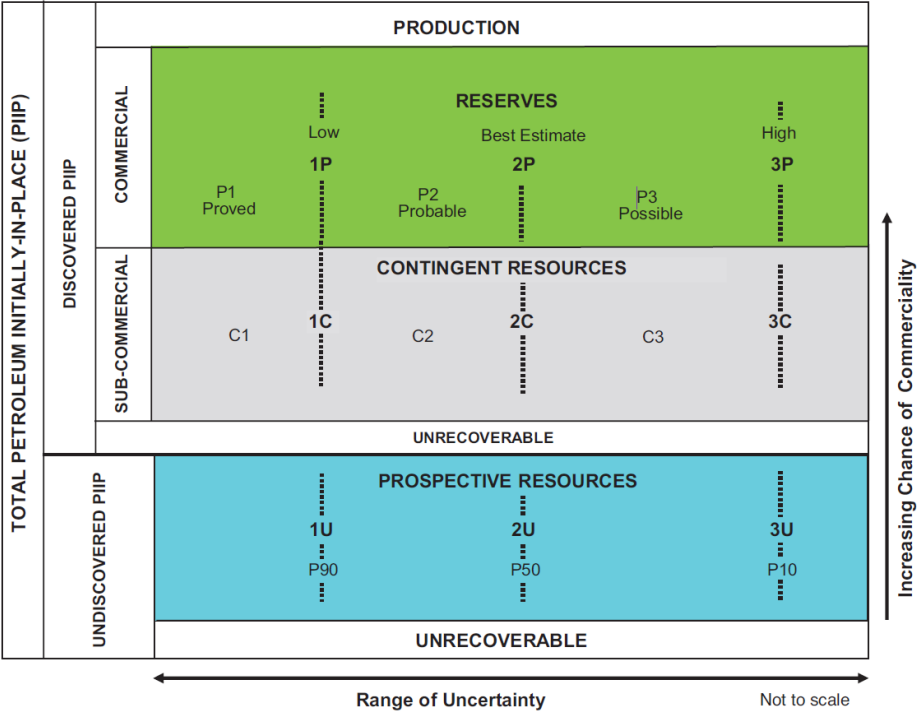 TOTAL PETROLEUM INITIALLY-IN-PLACE (PIIP)
DISCOVERED PIIP
UNDISCOVERED PIIP
COMMERCIAL
SUB-COMMERCIAL
PRODUCTION
RESERVES
Low
Best Estimate
High
1P
2P
3P
P1
Proved
P2
Probable
P3
Possible
CONTINGENT RESOURCES
1C
2C
3C
C1
C2
C3
UNRECOVERABLE
PROSPECTIVE RESOURCES
1U
2U
3U
P90
P50
P10
UNRECOVERABLE
Increasing Chance of Commerciality
Range of Uncertainty
Not to scale